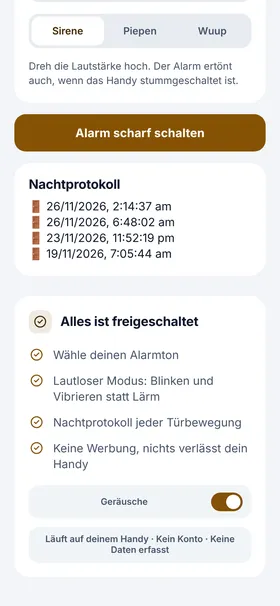 Sirene Piepen Wuup
Dreh die Lautstärke hoch. Der Alarm ertönt
auch, wenn das Handy stummgeschaltet ist.
Alarm scharf schalten
Nachtprotokoll
🚪 26/11/2026, 2:14:37 am
🚪 26/11/2026, 6:48:02 am
🚪 23/11/2026, 11:52:19 pm
🚪 19/11/2026, 7:05:44 am
Alles ist freigeschaltet
Wähle deinen Alarmton
Lautloser Modus: Blinken und
Vibrieren statt Lärm
Nachtprotokoll jeder Türbewegung
Keine Werbung, nichts verlässt dein
Handy
Geräusche
Läuft auf deinem Handy · Kein Konto · Keine
Daten erfasst